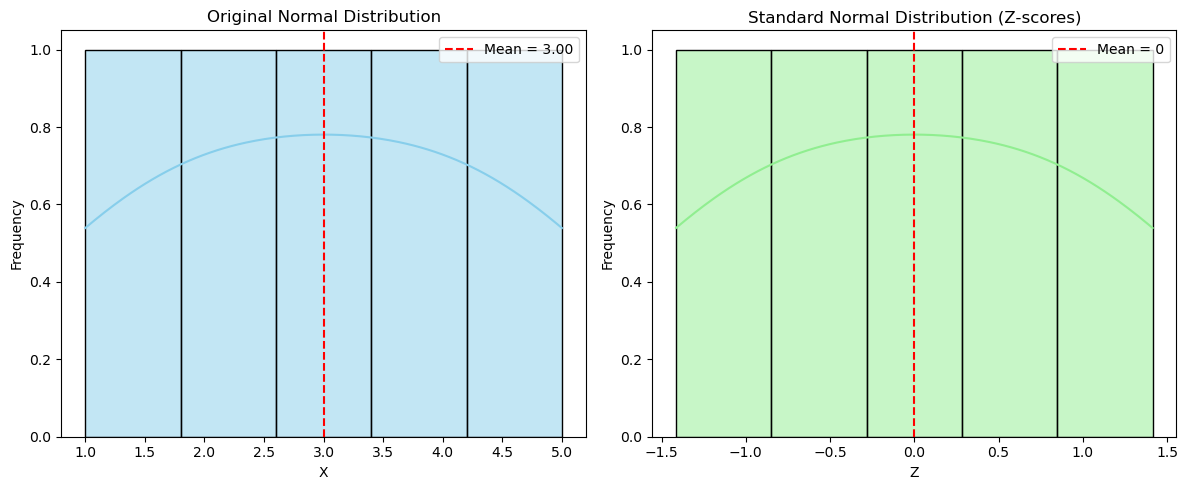 Original Normal Distribution
Mean = 3.00
Frequency
1.0
0.8
0.6
0.4
0.2
0.0
1.0 1.5 2.0 2.5 3.0 3.5 4.0 4.5 5.0
X
Standard Normal Distribution (Z-scores)
Mean = 0
Frequency
1.0
0.8
0.6
0.4
0.2
0.0
−1.5 −1.0 −0.5 0.0 0.5 1.0 1.5
Z